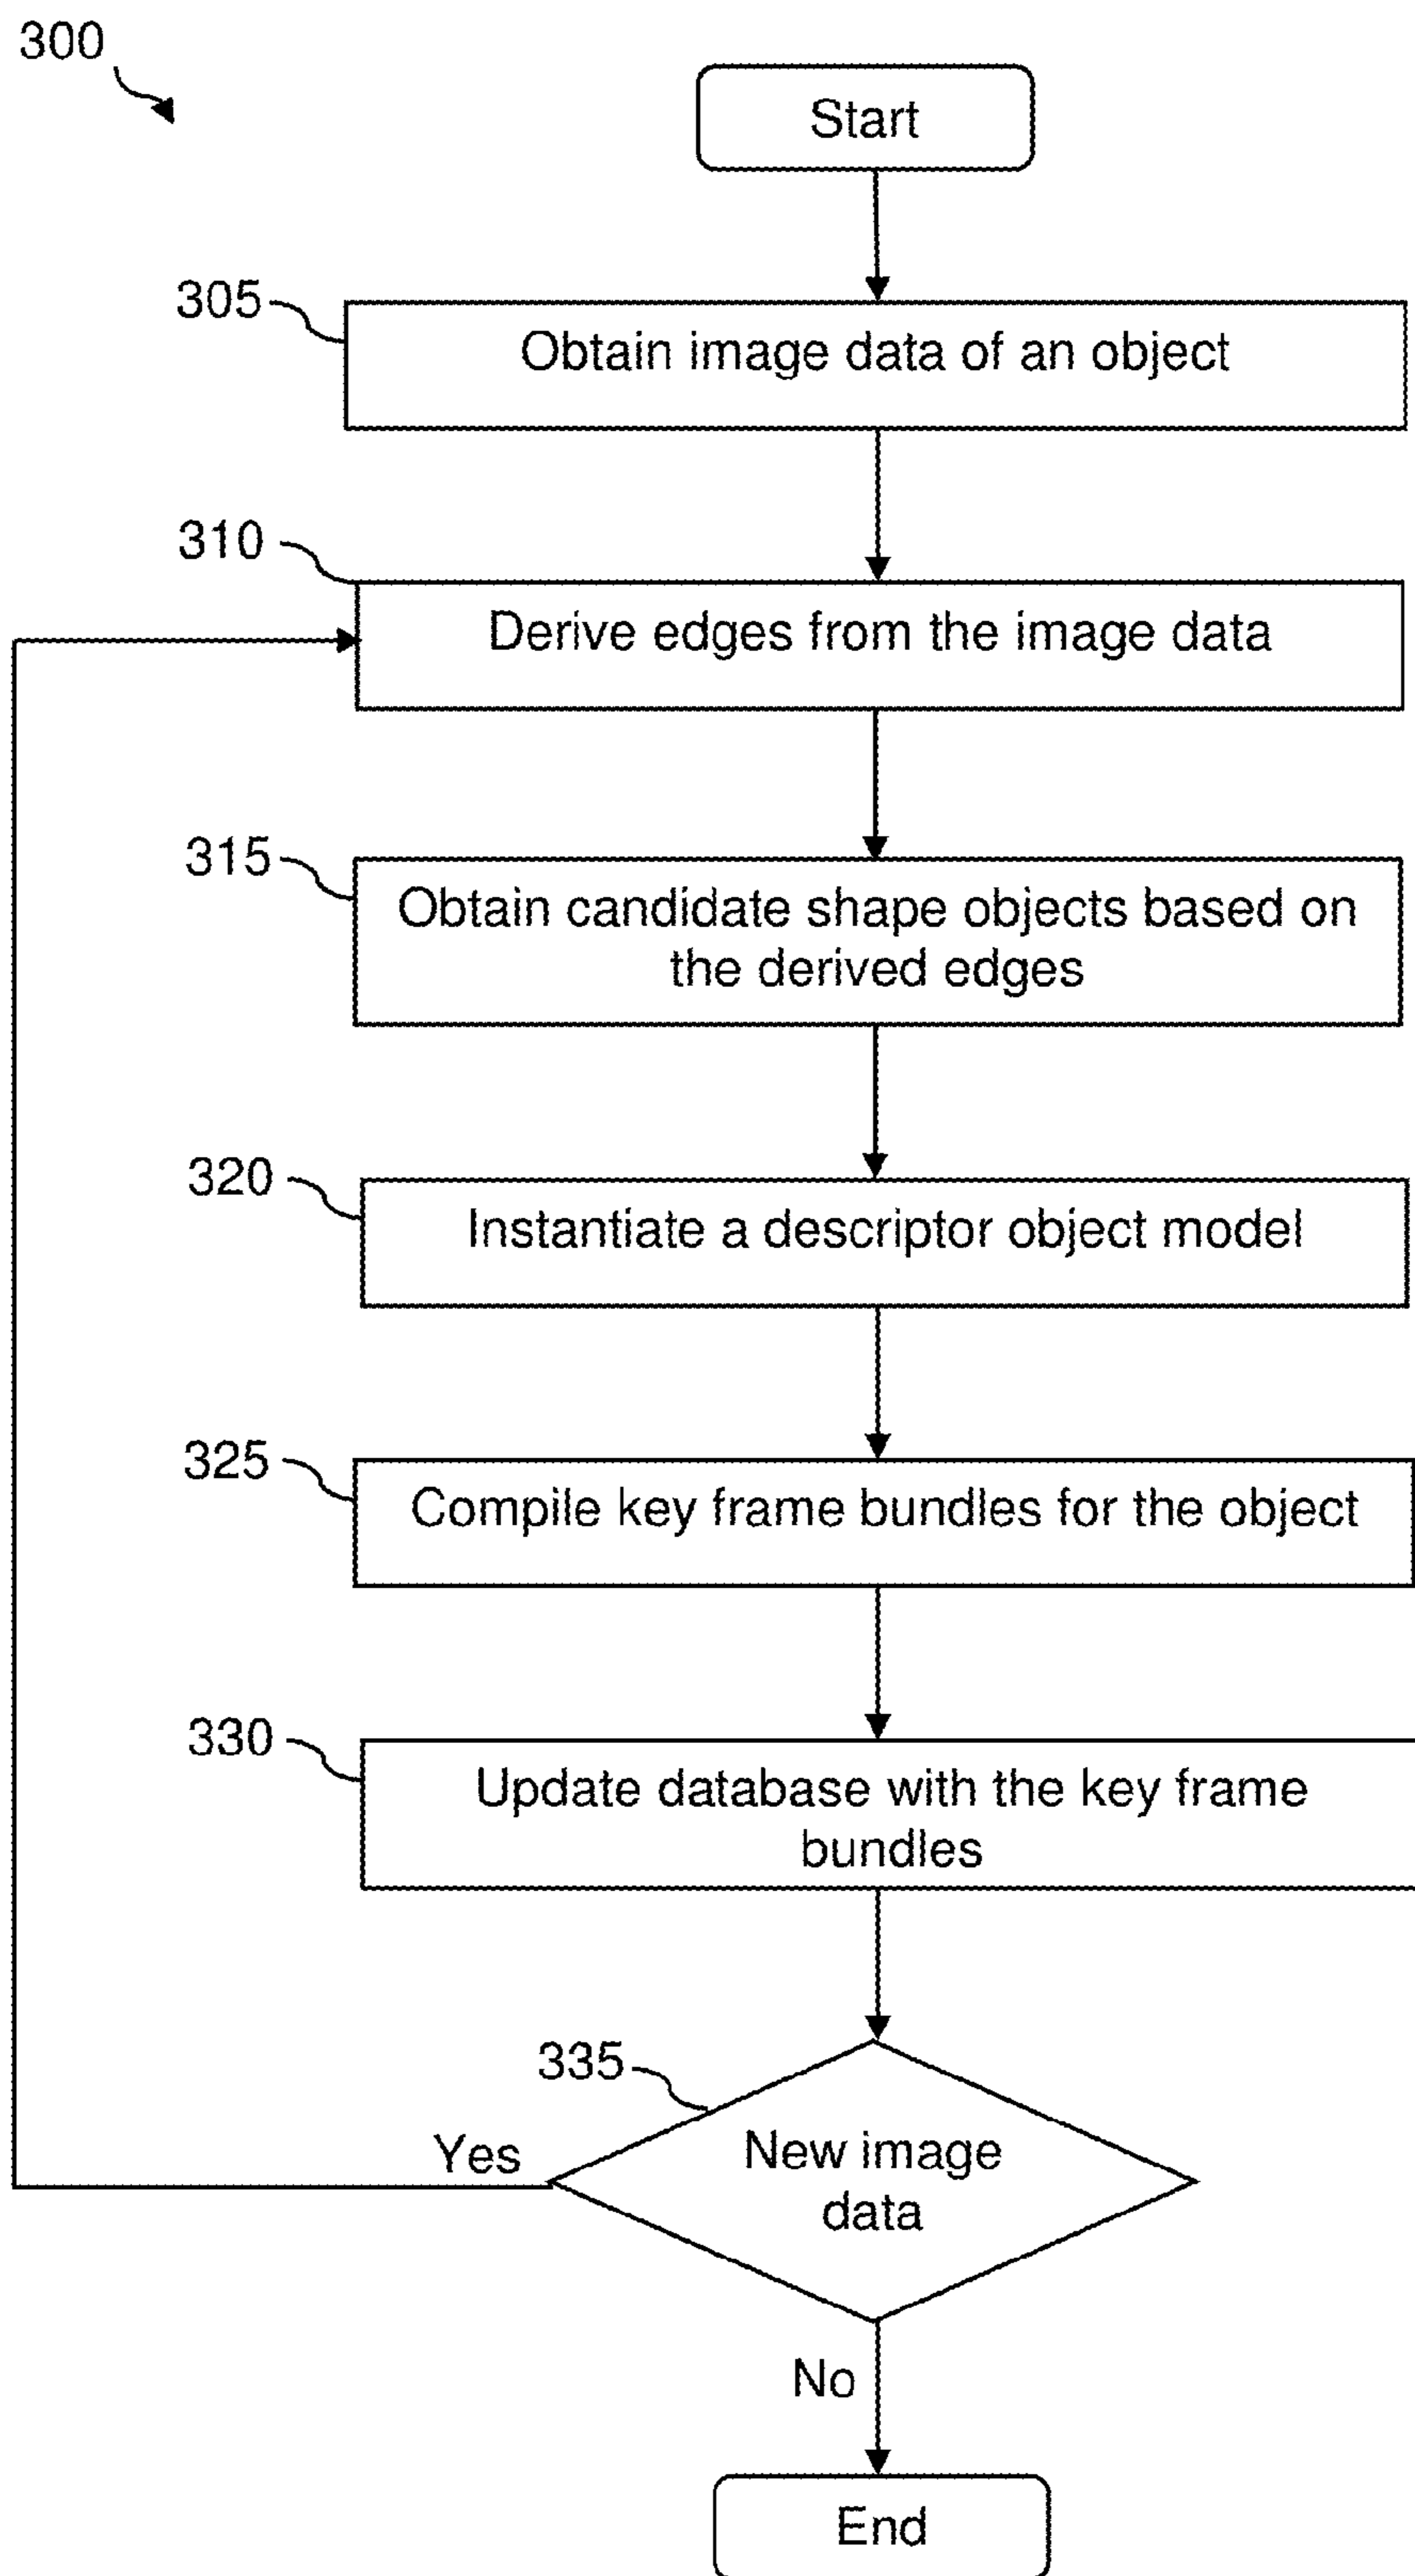 300
Start
305
Obtain image data of an object
310
Derive edges from the image data
315
Obtain candidate shape objects based on
the derived edges
320
Instantiate a descriptor object model
325
Compile key frame bundles for the object
330
Update database with the key frame
bundles
335
New image
data
Yes
No
End